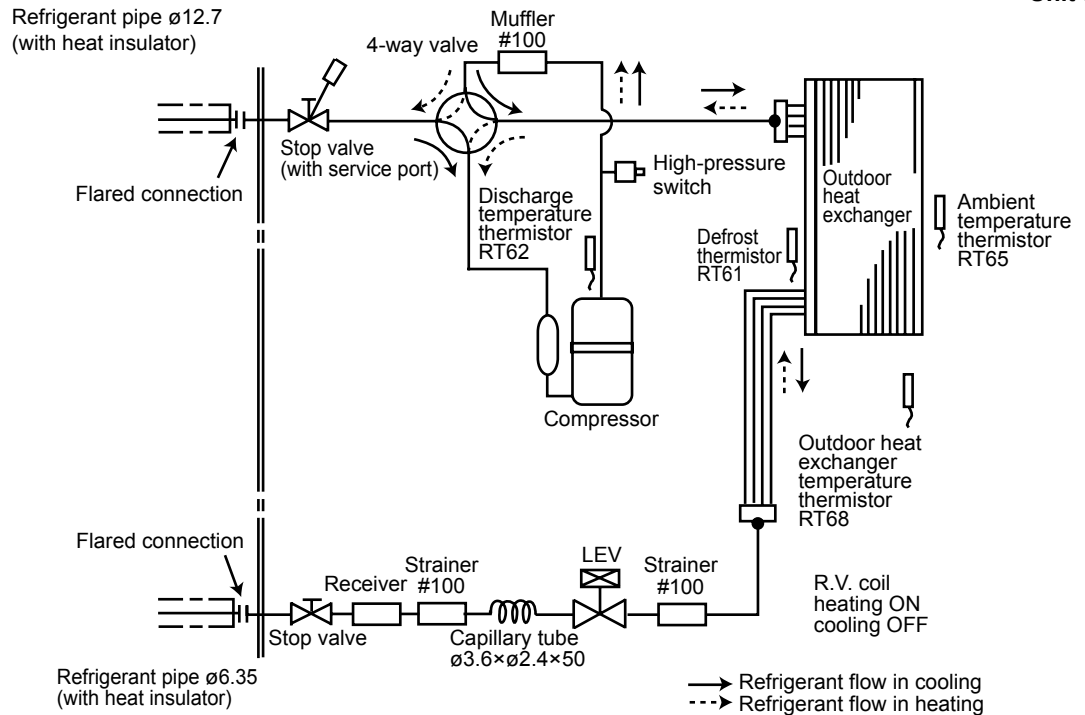 Refrigerant pipe ø12.7
(with heat insulator)
4-way valve
Muffler
#100
Stop valve
(with service port)
Flared connection
High-pressure
switch
Discharge
temperature
thermistor
RT62
Compressor
Outdoor
heat
exchanger
Defrost
thermistor
RT61
Ambient
temperature
thermistor
RT65
Outdoor heat
exchanger
temperature
thermistor
RT68
Flared connection
Stop valve
Receiver
Strainer
#100
Capillary tube
ø3.6×ø2.4×50
LEV
Strainer
#100
R.V. coil
heating ON
cooling OFF
Refrigerant pipe ø6.35
(with heat insulator)
Refrigerant flow in cooling
Refrigerant flow in heating